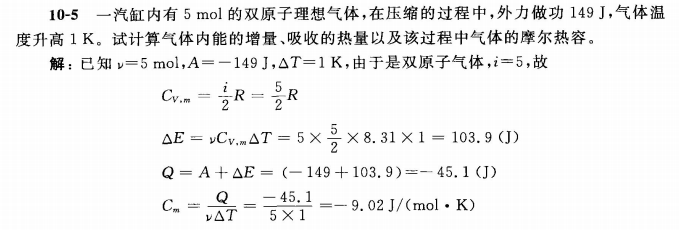 10-5 一汽缸内有 5 mol 的双原子理想气体,在压缩的过程中,外力做功 149 J,气体温
度升高 1 K。试计算气体内能的增量、吸收的热量以及该过程中气体的摩尔热容。
解:已知 ν=5 mol,A=-149 J,ΔT=1 K,由于是双原子气体,i=5,故
C_{V,m} = \frac{i}{2}R = \frac{5}{2}R
ΔE = νC_{V,m}ΔT = 5 × \frac{5}{2} × 8.31 × 1 = 103.9 (J)
Q = A + ΔE = (-149 + 103.9) = -45.1 (J)
C_m = \frac{Q}{νΔT} = \frac{-45.1}{5 × 1} = -9.02 J/(mol · K)